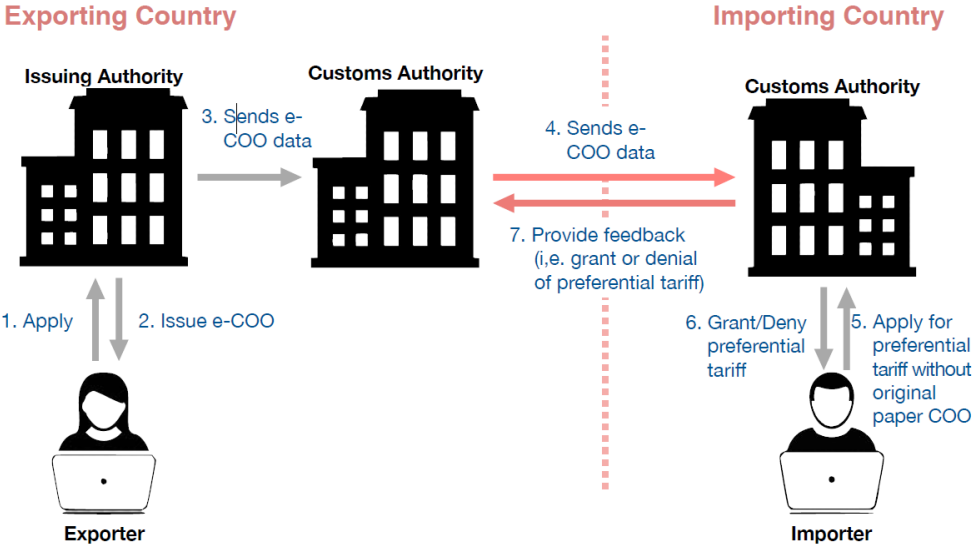 Exporting Country
Importing Country
Issuing Authority
Customs Authority
Customs Authority
3. Sends e-
COO data
4. Sends e-
COO data
7. Provide feedback
(i,e. grant or denial
of preferential tariff)
1. Apply
2. Issue e-COO
6. Grant/Deny
preferential
tariff
5. Apply for
preferential
tariff without
original
paper COO
Exporter
Importer